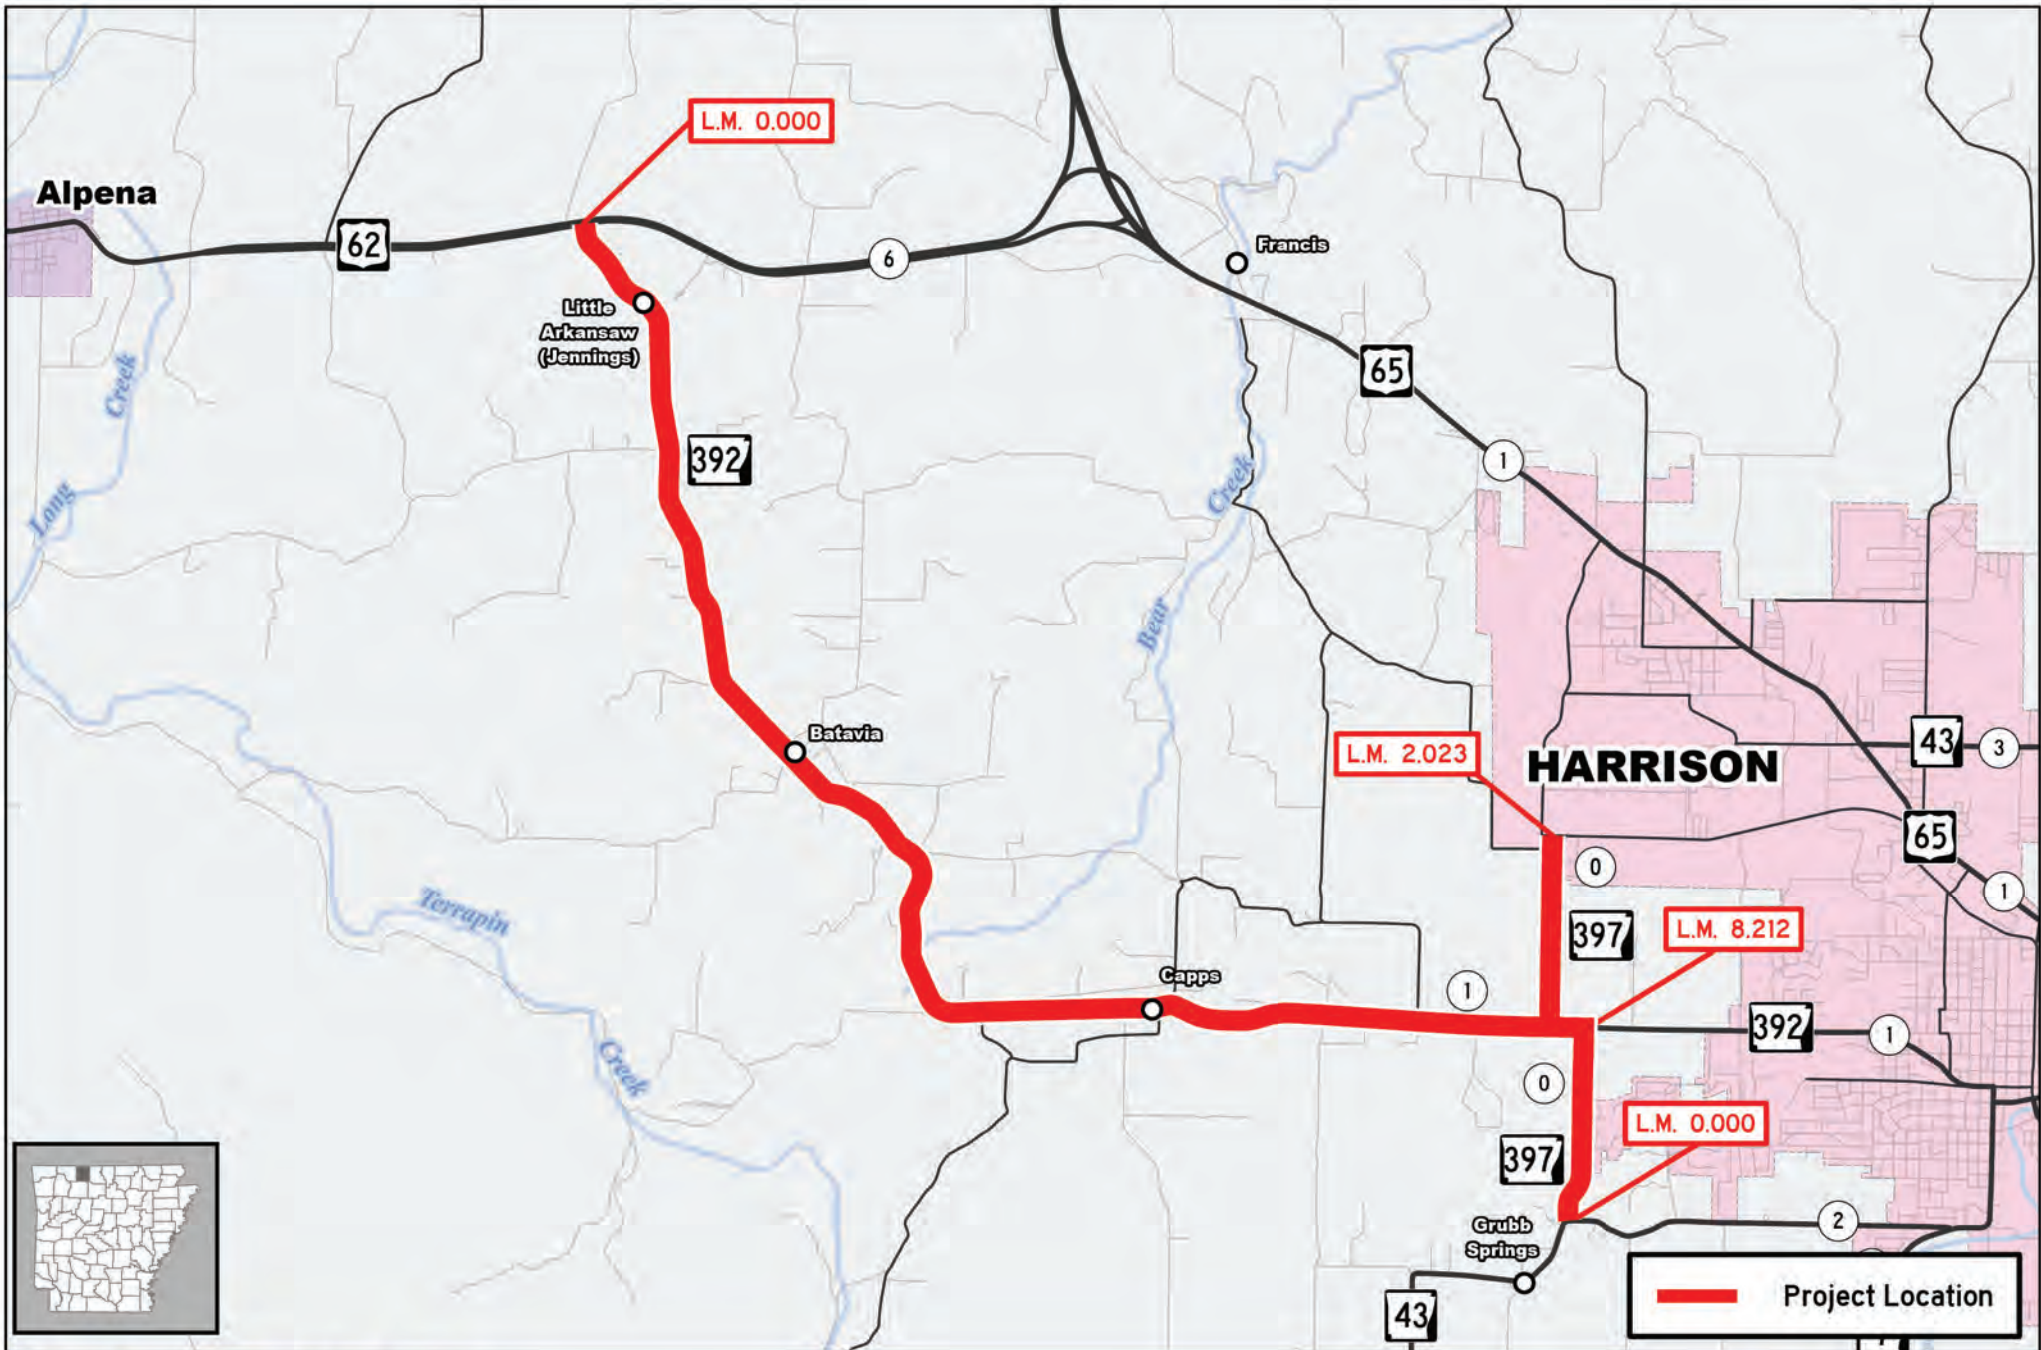 L.M. 0.000
Alpena
62
6
Francis
Little
Arkansaw
(Jennings)
65
Creek
392
1
Long
Creek
Bear
Batavia
L.M. 2.023
HARRISON
43
3
65
0
1
Terrapin
397
L.M. 8.212
Capps
1
392
1
Creek
0
L.M. 0.000
397
2
Grubb
Springs
43
Project Location